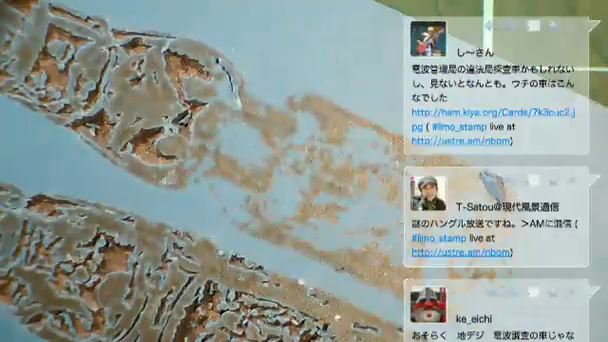 し〜さん
電波管理局の違法局捜査車かもしれない
し、見ないとなんとも。ウチの車はこん
なでした
http://ham.kiya.org/Cards/7k3cuc2.j
pg ( #limo_stamp live at
http://ustre.am/nbom)
T-Satou@現代風景通信
謎のハングル放送ですね。＞AMに混信 (
#limo_stamp live at
http://ustre.am/nbom)
ke_eichi
おそらく 地デジ 電波調査の車じゃな